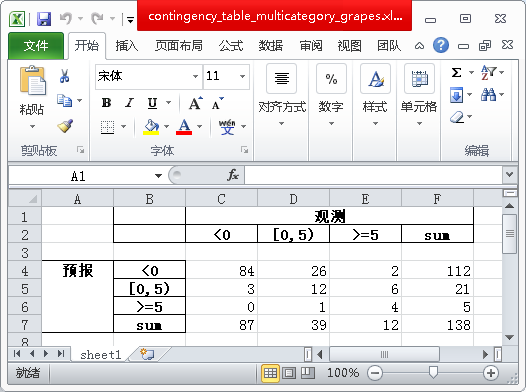 contingency_table_multicategory_grapes.xl...
文件 开始 插入 页面布局 公式 数据 审阅 视图 团队
宋体 11
粘贴 B I U A A 对齐方式 数字 样式 单元格
% A Σ
wén 文
剪贴板 字体 编辑
A1 fx
A B C D E F
1 观测
2 <0 [0,5) >=5 sum
3
4 预报 <0 84 26 2 112
5 [0,5) 3 12 6 21
6 >=5 0 1 4 5
7 sum 87 39 12 138
8
sheet1
就绪 100%